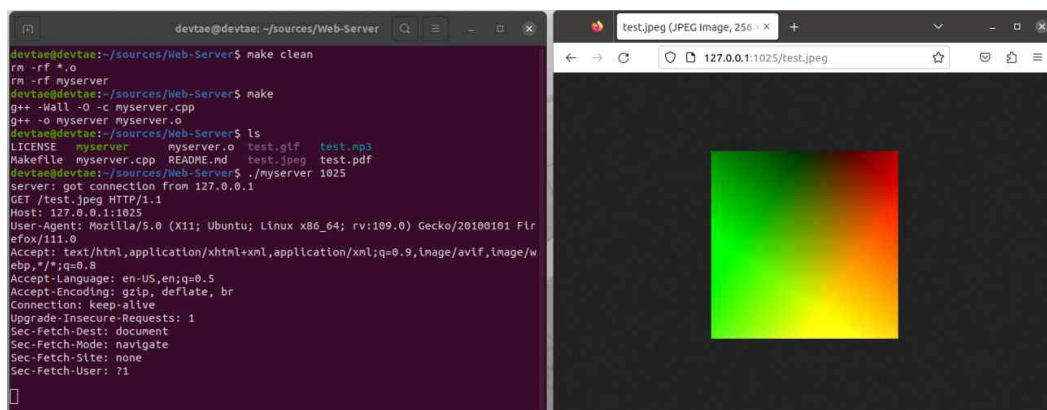 devtae@devtae: ~/sources/Web-Server
devtae@devtae:~/sources/Web-Server$ make clean
rm -rf *.o
rm -rf myserver
devtae@devtae:~/sources/Web-Server$ make
g++ -Wall -O -c myserver.cpp
g++ -o myserver myserver.o
devtae@devtae:~/sources/Web-Server$ ls
LICENSE myserver myserver.o test.gif test.mp3
Makefile myserver.cpp README.md test.jpeg test.pdf
devtae@devtae:~/sources/Web-Server$ ./myserver 1025
server: got connection from 127.0.0.1
GET /test.jpeg HTTP/1.1
Host: 127.0.0.1:1025
User-Agent: Mozilla/5.0 (X11; Ubuntu; Linux x86_64; rv:109.0) Gecko/20100101 Fir
efox/111.0
Accept: text/html,application/xhtml+xml,application/xml;q=0.9,image/avif,image/w
ebp,*/*;q=0.8
Accept-Language: en-US,en;q=0.5
Accept-Encoding: gzip, deflate, br
Connection: keep-alive
Upgrade-Insecure-Requests: 1
Sec-Fetch-Dest: document
Sec-Fetch-Mode: navigate
Sec-Fetch-Site: none
Sec-Fetch-User: ?1
test.jpeg (JPEG Image, 256
127.0.0.1:1025/test.jpeg